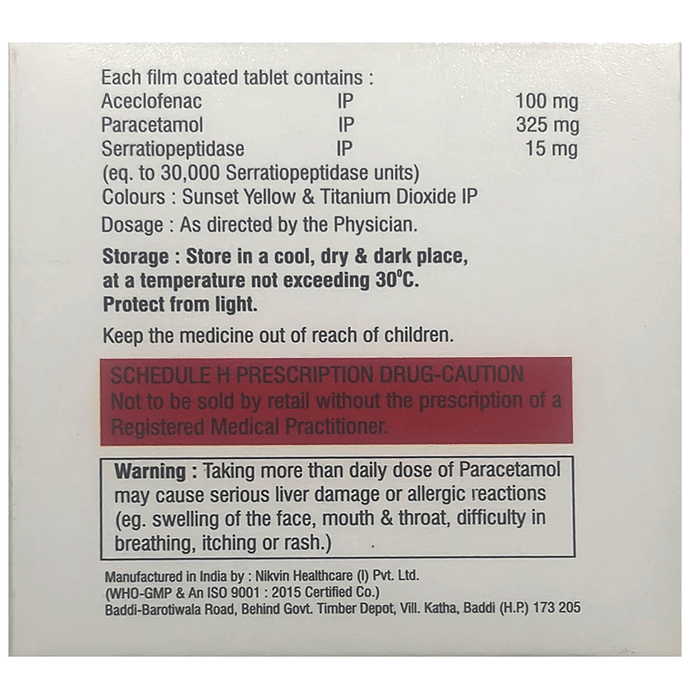 Each film coated tablet contains :
Aceclofenac IP 100 mg
Paracetamol IP 325 mg
Serratiopeptidase IP 15 mg
(eq. to 30,000 Serratiopeptidase units)
Colours : Sunset Yellow & Titanium Dioxide IP
Dosage : As directed by the Physician.
Storage : Store in a cool, dry & dark place,
at a temperature not exceeding 30⁰C.
Protect from light.
Keep the medicine out of reach of children.
SCHEDULE H PRESCRIPTION DRUG-CAUTION
Not to be sold by retail without the prescription of a
Registered Medical Practitioner.
Warning : Taking more than daily dose of Paracetamol
may cause serious liver damage or allergic reactions
(eg. swelling of the face, mouth & throat, difficulty in
breathing, itching or rash.)
Manufactured in India by : Nikvin Healthcare (I) Pvt. Ltd.
(WHO-GMP & An ISO 9001 : 2015 Certified Co.)
Baddi-Barotiwala Road, Behind Govt. Timber Depot, Vill. Katha, Baddi (H.P.) 173 205